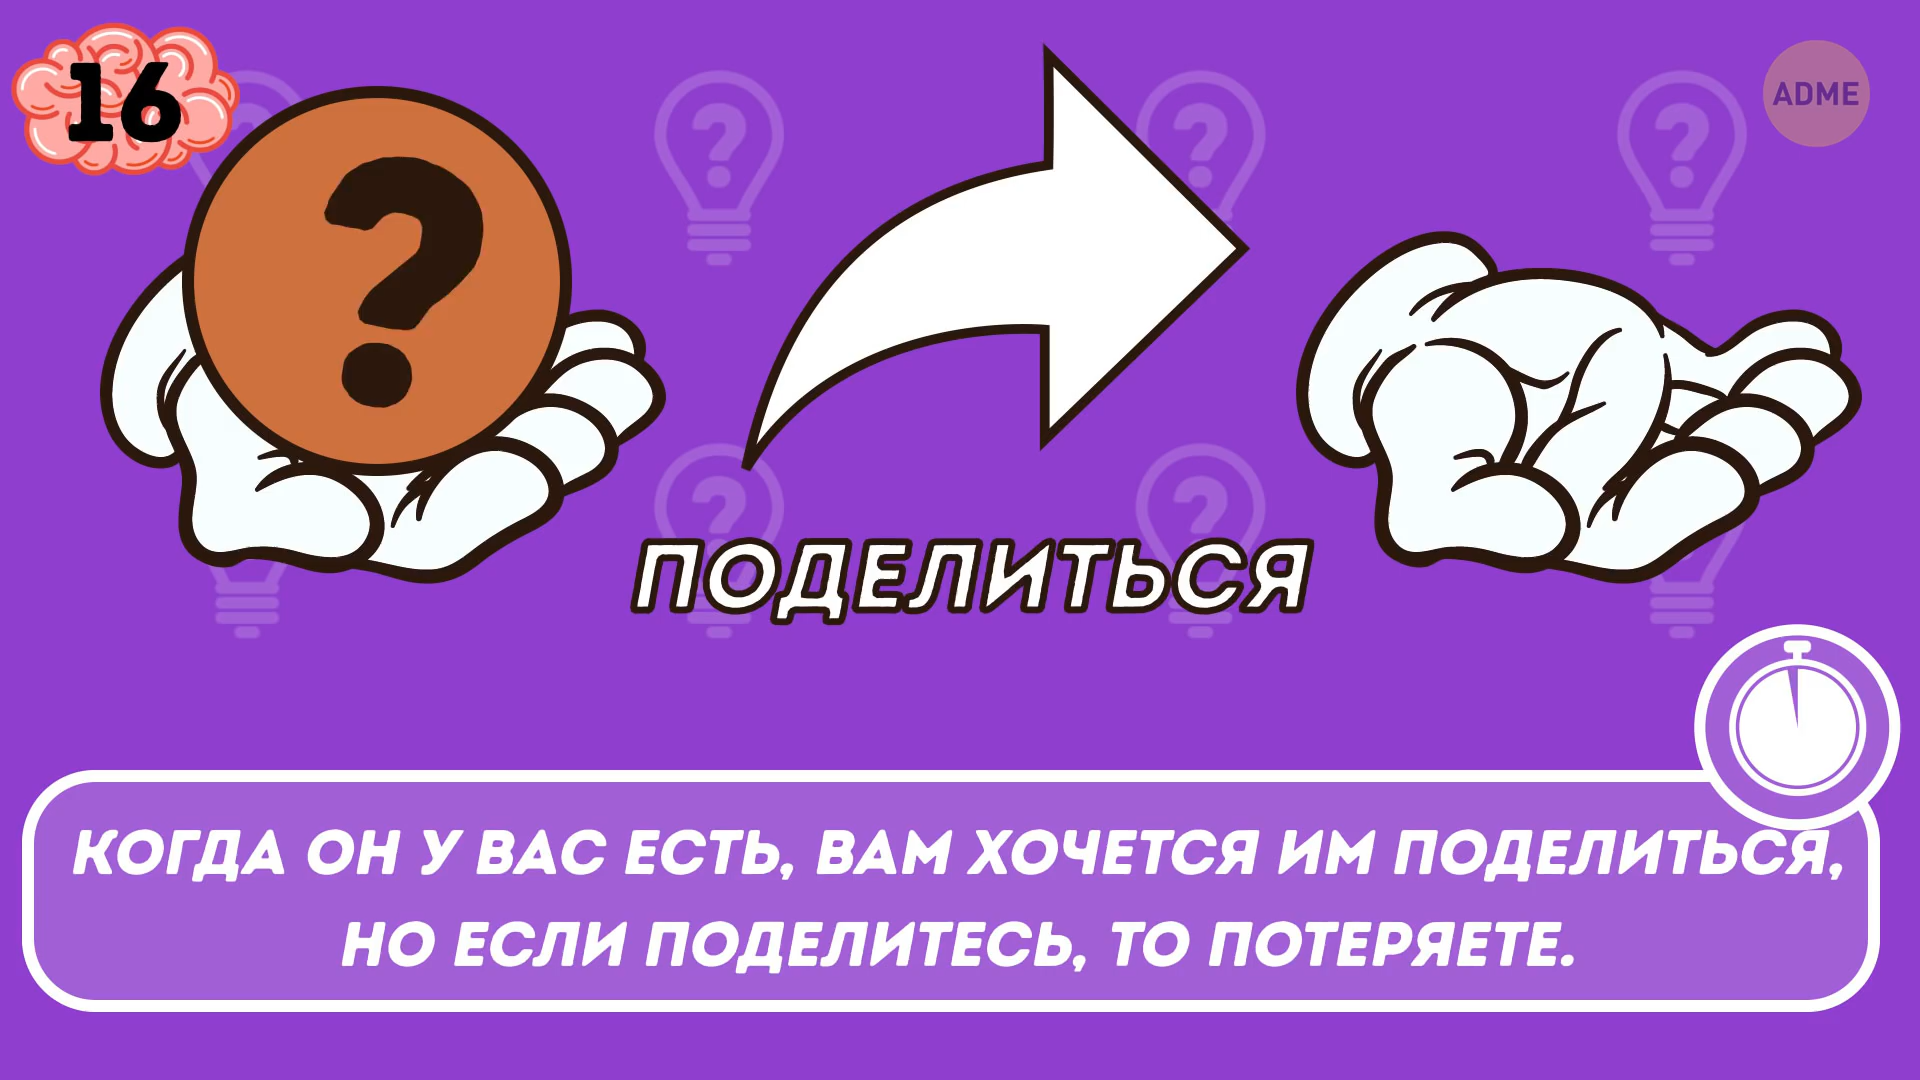 16
ADME
?
ПОДЕЛИТЬСЯ
КОГДА ОН У ВАС ЕСТЬ, ВАМ ХОЧЕТСЯ ИМ ПОДЕЛИТЬСЯ,
НО ЕСЛИ ПОДЕЛИТЕСЬ, ТО ПОТЕРЯЕТЕ.